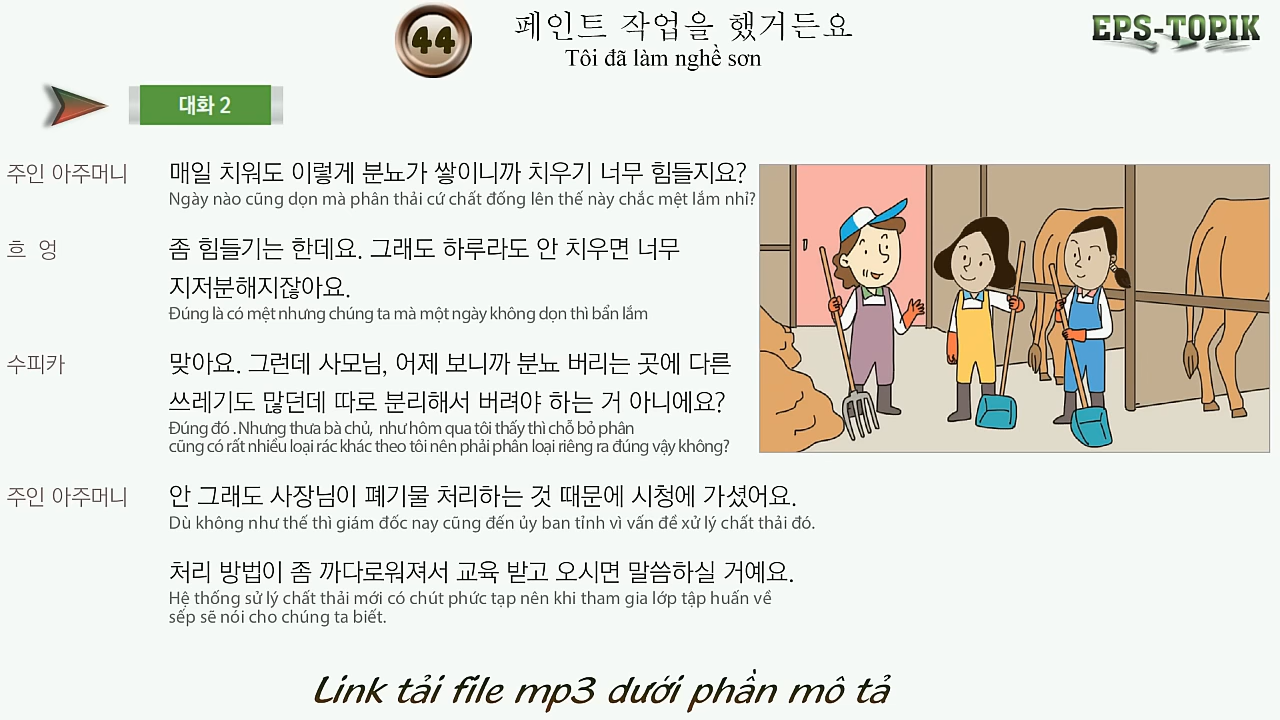 44
페인트 작업을 했거든요
Tôi đã làm nghề sơn
EPS-TOPIK
대화 2
주인 아주머니
매일 치워도 이렇게 분뇨가 쌓이니까 치우기 너무 힘들지요?
Ngày nào cũng dọn mà phân thải cứ chất đống lên thế này chắc mệt lắm nhỉ?
흐 엉
좀 힘들기는 한데요. 그래도 하루라도 안 치우면 너무
지저분해지잖아요.
Đúng là có mệt nhưng chúng ta mà một ngày không dọn thì bẩn lắm
수피카
맞아요. 그런데 사모님, 어제 보니까 분뇨 버리는 곳에 다른
쓰레기도 많던데 따로 분리해서 버려야 하는 거 아니에요?
Đúng đó . Nhưng thưa bà chủ, như hôm qua tôi thấy thì chỗ bỏ phân
cũng có rất nhiều loại rác khác theo tôi nên phải phân loại riêng ra đúng vậy không?
주인 아주머니
안 그래도 사장님이 폐기물 처리하는 것 때문에 시청에 가셨어요.
Dù không như thế thì giám đốc nay cũng đến ủy ban tỉnh vì vấn đề xử lý chất thải đó.
처리 방법이 좀 까다로워져서 교육 받고 오시면 말씀하실 거예요.
Hệ thống sử lý chất thải mới có chút phức tạp nên khi tham gia lớp tập huấn về
sếp sẽ nói cho chúng ta biết.
Link tải file mp3 dưới phần mô tả